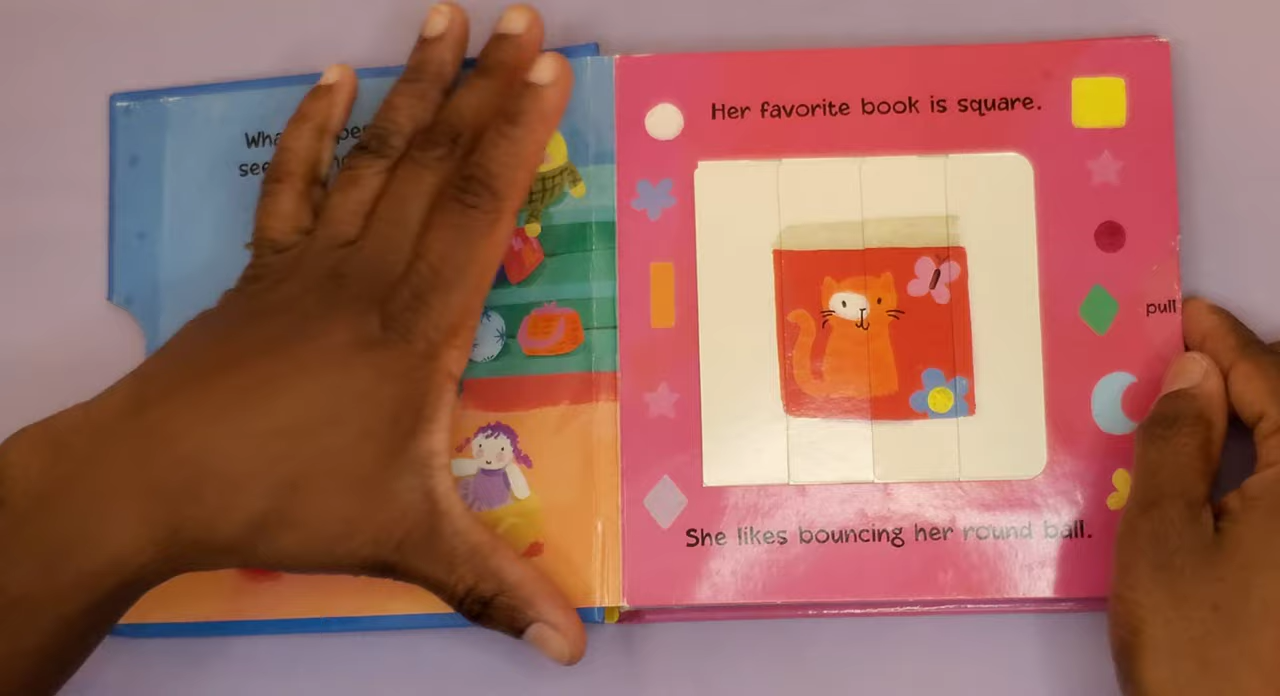 Her favorite book is square.
pull
She likes bouncing her round ball.